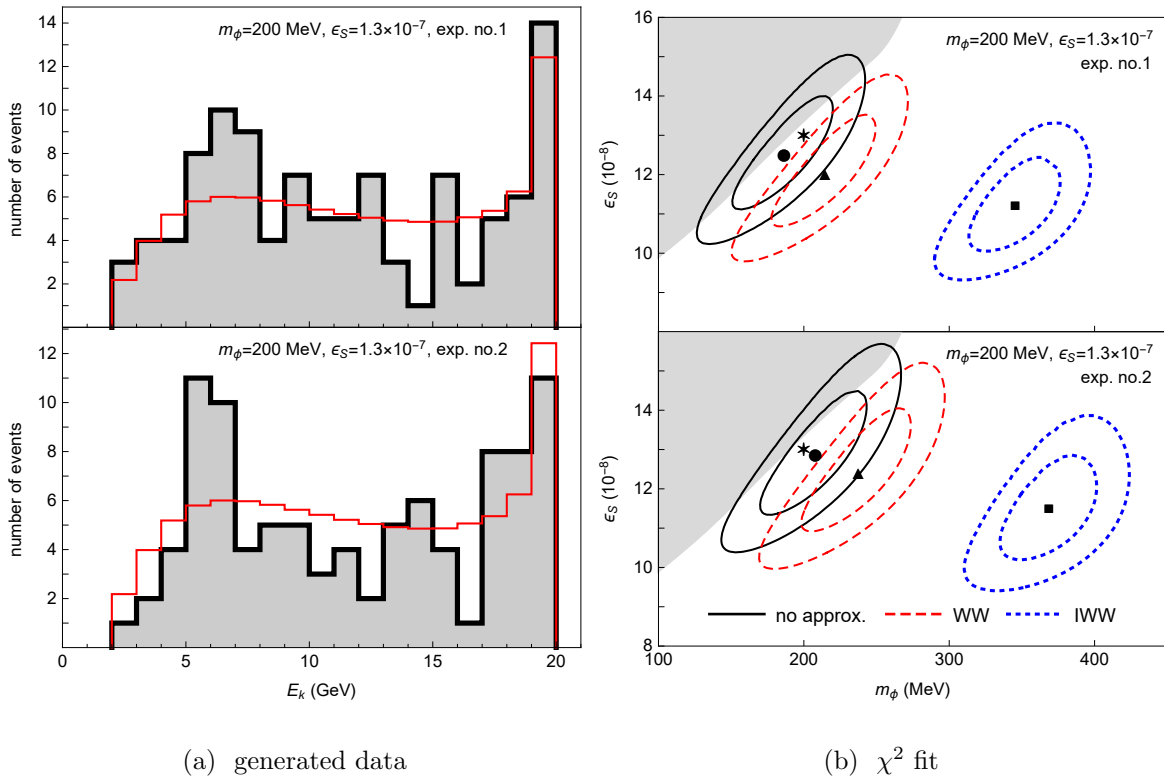 m𝜙=200 MeV, ϵS=1.3×10⁻⁷, exp. no.1
number of events
14
12
10
8
6
4
2
m𝜙=200 MeV, ϵS=1.3×10⁻⁷, exp. no.2
number of events
12
10
8
6
4
2
0
5
10
15
20
Ek (GeV)
(a) generated data
m𝜙=200 MeV, ϵS=1.3×10⁻⁷
exp. no.1
ϵS (10⁻⁸)
16
14
12
10
m𝜙=200 MeV, ϵS=1.3×10⁻⁷
exp. no.2
ϵS (10⁻⁸)
14
12
10
8
no approx.
WW
IWW
100
200
300
400
m𝜙 (MeV)
(b) χ² fit